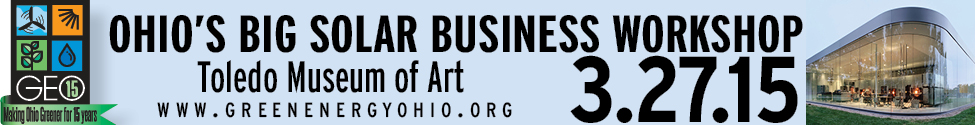 OHIO'S BIG SOLAR BUSINESS WORKSHOP
Toledo Museum of Art
3.27.15
WWW.GREENENERGYOHIO.ORG
GEO
15
Making Ohio Greener for 15 years